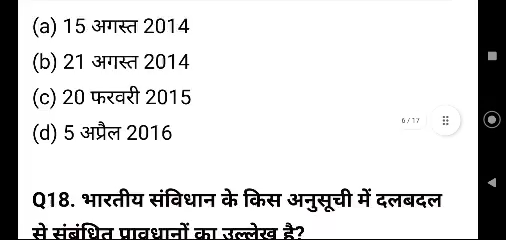 (a) 15 अगस्त 2014
(b) 21 अगस्त 2014
(c) 20 फरवरी 2015
6 / 17
(d) 5 अप्रैल 2016
Q18. भारतीय संविधान के किस अनुसूची में दलबदल
से संबंधित प्रावधानों का उल्लेख है?